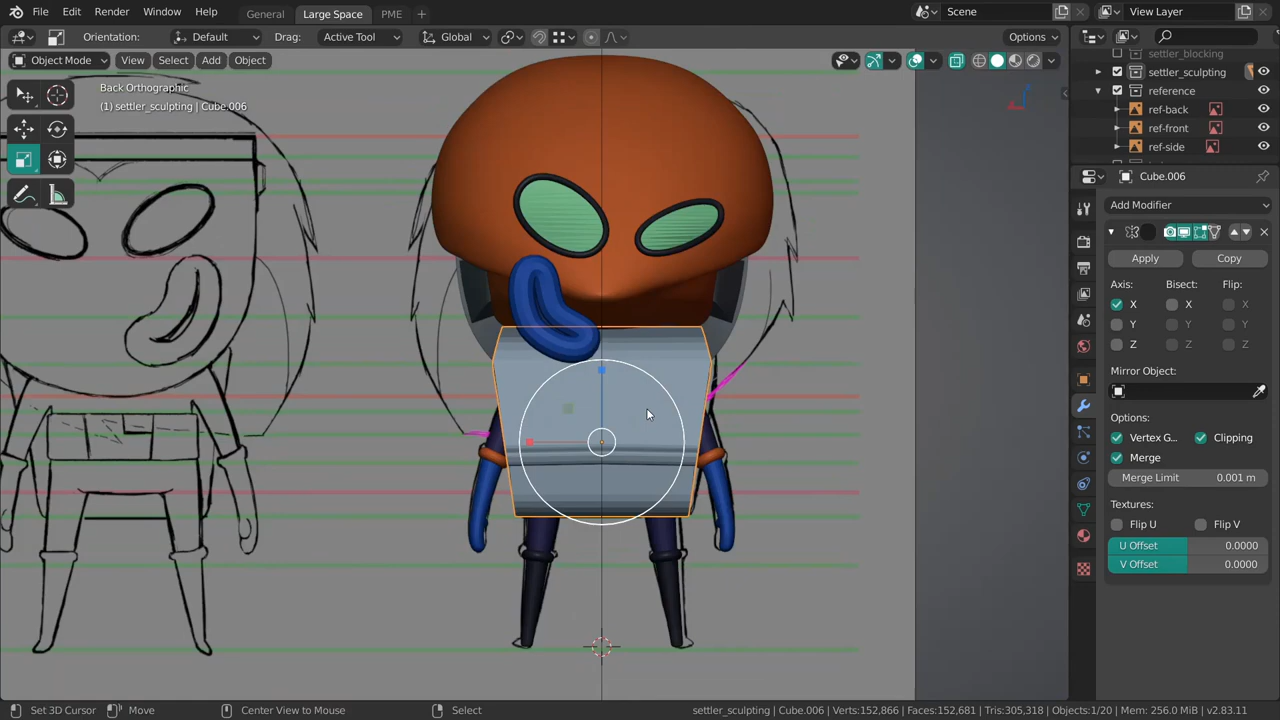 File Edit Render Window Help General Large Space PME + Scene View Layer
Orientation: Default Drag: Active Tool Global Options
Object Mode View Select Add Object
settler_blocking
settler_sculpting
reference
ref-back
ref-front
ref-side
Back Orthographic
(1) settler_sculpting | Cube.006
Cube.006
Add Modifier
Apply Copy
Axis: Bisect: Flip:
X X X
Y Y Y
Z Z Z
Mirror Object:
Options:
Vertex G... Clipping
Merge
Merge Limit 0.001 m
Textures:
Flip U Flip V
U Offset 0.0000
V Offset 0.0000
Set 3D Cursor Move Center View to Mouse Select settler_sculpting | Cube.006 | Verts:152,866 | Faces:152,681 | Tris:305,318 | Objects:1/20 | Mem: 256.0 MiB | v2.83.11